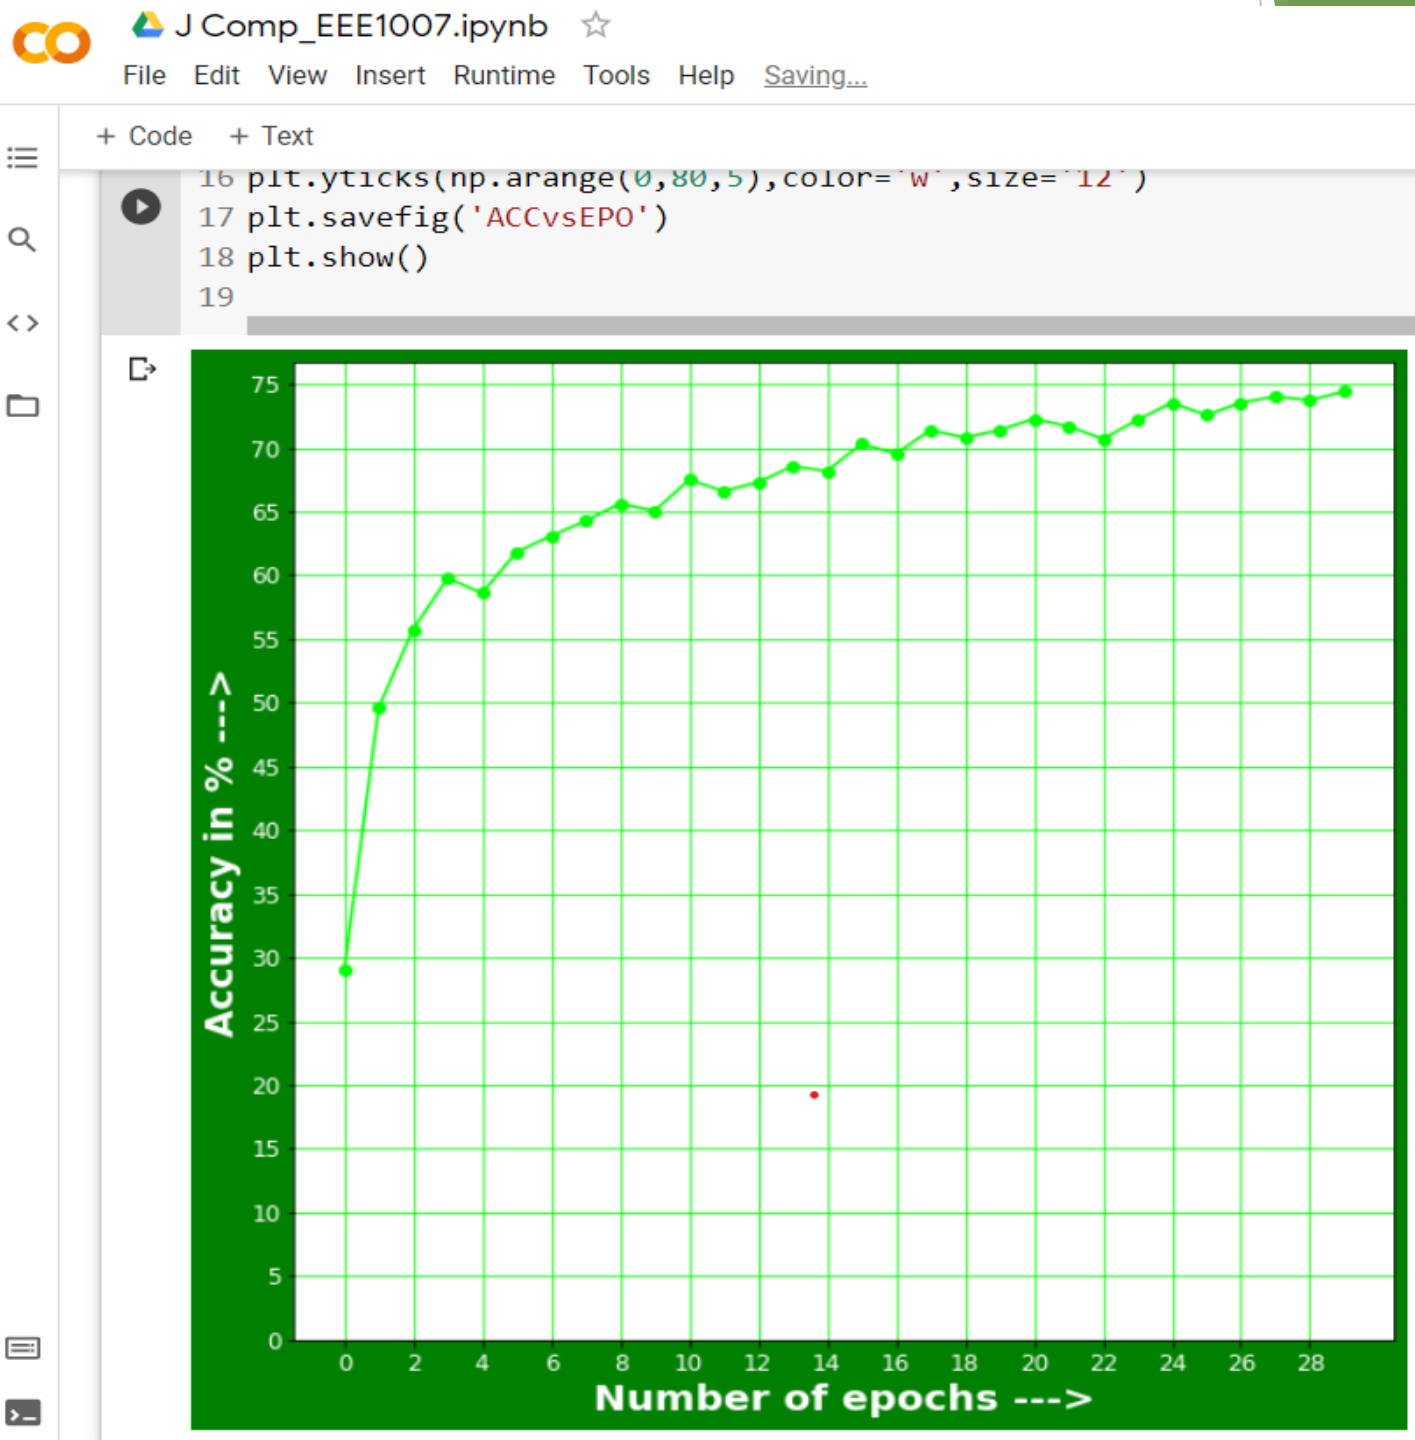 J Comp_EEE1007.ipynb
File Edit View Insert Runtime Tools Help Saving...
+ Code + Text
16 plt.yticks(np.arange(0,80,5),color='w',size='12')
17 plt.savefig('ACCvsEPO')
18 plt.show()
19
75
70
65
60
55
50
45
40
35
30
25
20
15
10
5
0
Accuracy in % --->
0 2 4 6 8 10 12 14 16 18 20 22 24 26 28
Number of epochs --->